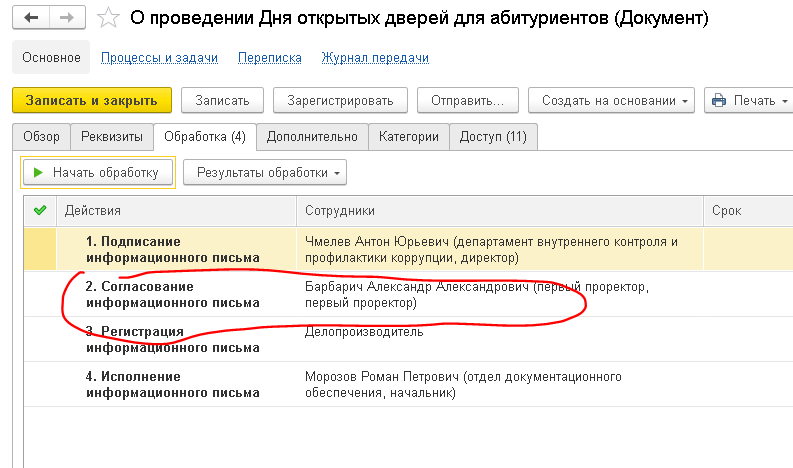 О проведении Дня открытых дверей для абитуриентов (Документ)
Основное Процессы и задачи Переписка Журнал передачи
Записать и закрыть Записать Зарегистрировать Отправить... Создать на основании Печать
Обзор Реквизиты Обработка (4) Дополнительно Категории Доступ (11)
Начать обработку Результаты обработки
Действия Сотрудники Срок
1. Подписание Чмелев Антон Юрьевич (департамент внутреннего контроля и
информационного письма профилактики коррупции, директор)
2. Согласование Барбарич Александр Александрович (первый проректор,
информационного письма первый проректор)
3. Регистрация Делопроизводитель
информационного письма
4. Исполнение Морозов Роман Петрович (отдел документационного
информационного письма обеспечения, начальник)